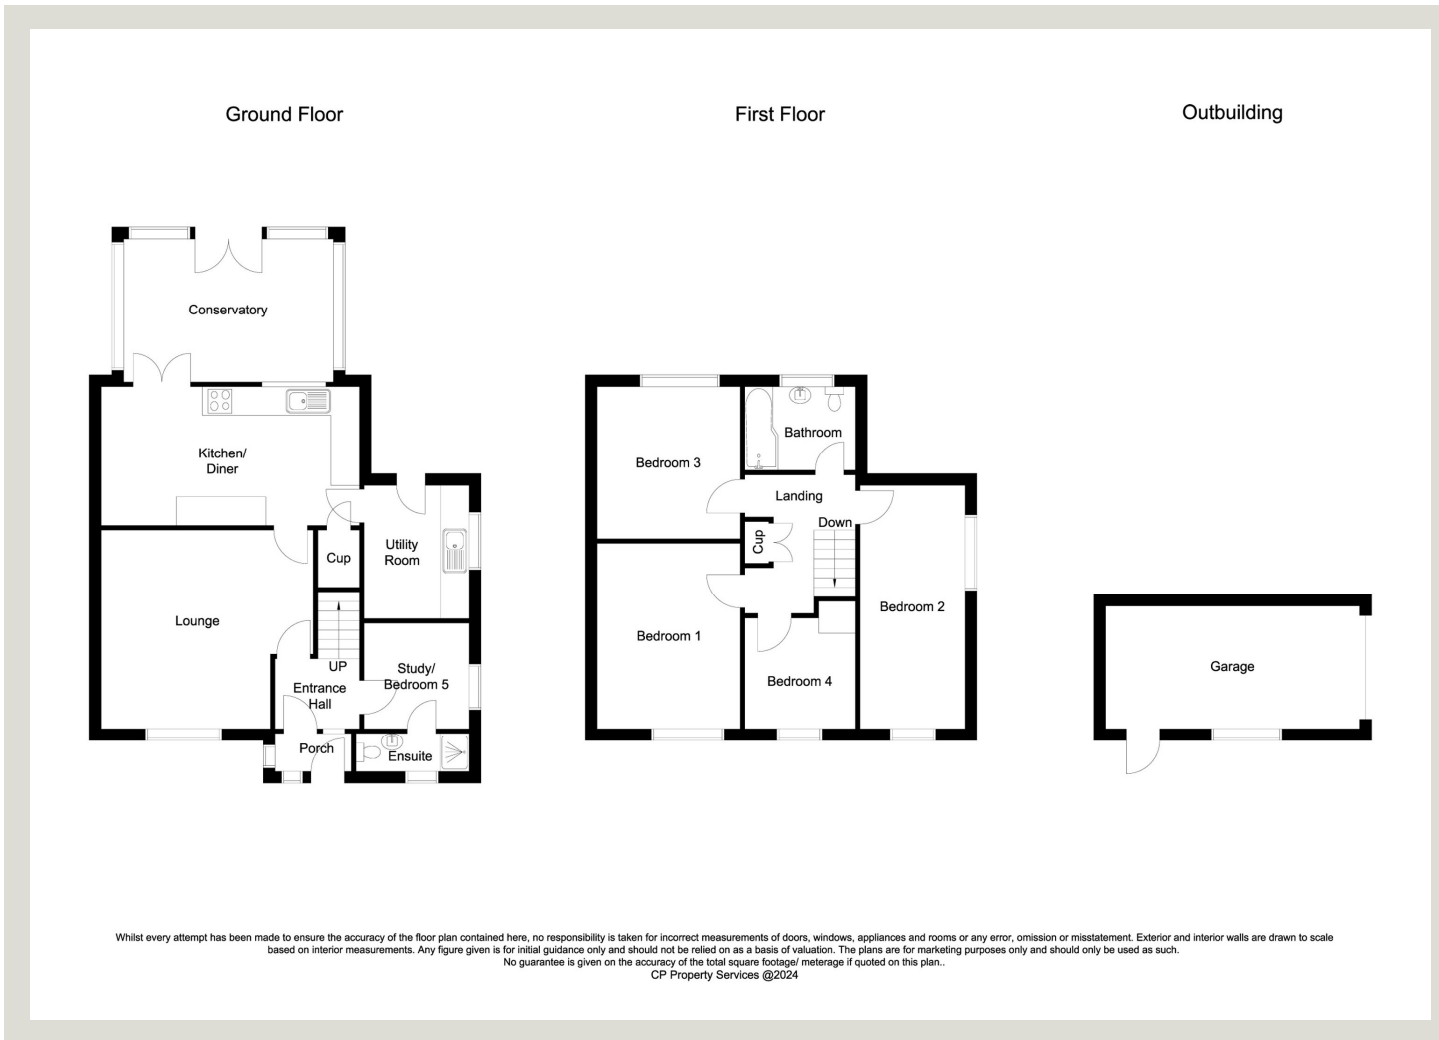 Ground Floor
First Floor
Outbuilding
Conservatory
Kitchen/
Diner
Cup
Utility
Room
Lounge
UP
Entrance
Hall
Study/
Bedroom 5
Porch
Ensuite
Bedroom 3
Bathroom
Landing
Down
Cup
Bedroom 2
Bedroom 1
Bedroom 4
Garage
Whilst every attempt has been made to ensure the accuracy of the floor plan contained here, no responsibility is taken for incorrect measurements of doors, windows, appliances and rooms or any error, omission or misstatement. Exterior and interior walls are drawn to scale
based on interior measurements. Any figure given is for initial guidance only and should not be relied on as a basis of valuation. The plans are for marketing purposes only and should only be used as such.
No guarantee is given on the accuracy of the total square footage/ meterage if quoted on this plan..
CP Property Services @2024